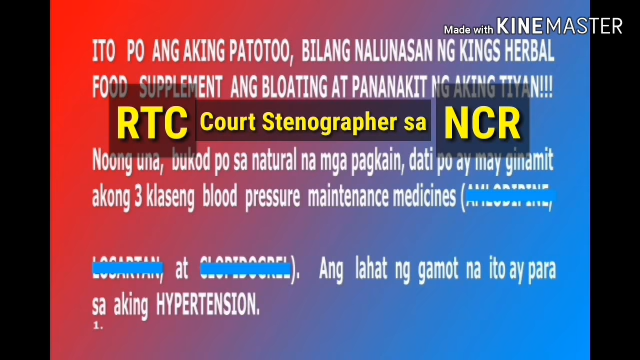 Made with KINEMASTER
ITO PO ANG AKING PATOTOO, BILANG NALUNASAN NG KINGS HERBAL
FOOD SUPPLEMENT ANG BLOATING AT PANANAKIT NG AKING TIYAN!!!
RTC Court Stenographer sa NCR
Noong una, bukod po sa natural na mga pagkain, dati po ay may ginamit
akong 3 klaseng blood pressure maintenance medicines (AMLODIPINE,
LOSARTAN, at CLOPIDOGREL). Ang lahat ng gamot na ito ay para
sa aking HYPERTENSION.
1.